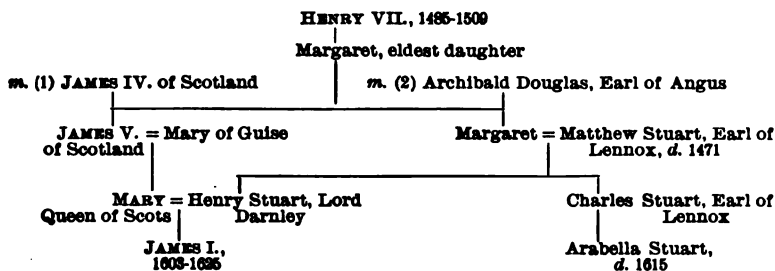 HENRY VII., 1485-1509
Margaret, eldest daughter
m. (1) JAMES IV. of Scotland    m. (2) Archibald Douglas, Earl of Angus
JAMES V. = Mary of Guise    Margaret = Matthew Stuart, Earl of
of Scotland    Lennox, d. 1471
MARY = Henry Stuart, Lord    Charles Stuart, Earl of
Queen of Scots    Darnley    Lennox
JAMES I.,    Arabella Stuart,
1603-1625    d. 1615